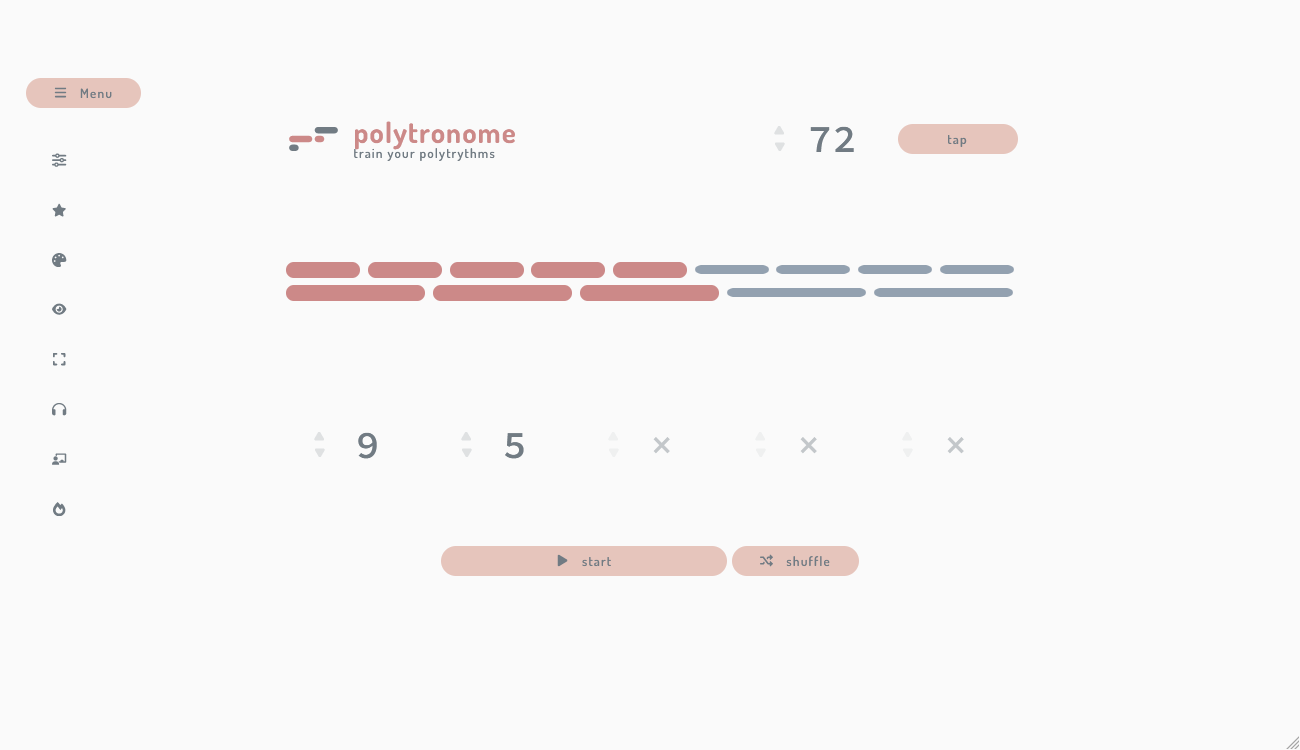 Menu
polytronome
train your polytrythms
72
tap
9
5
×
×
×
start
shuffle